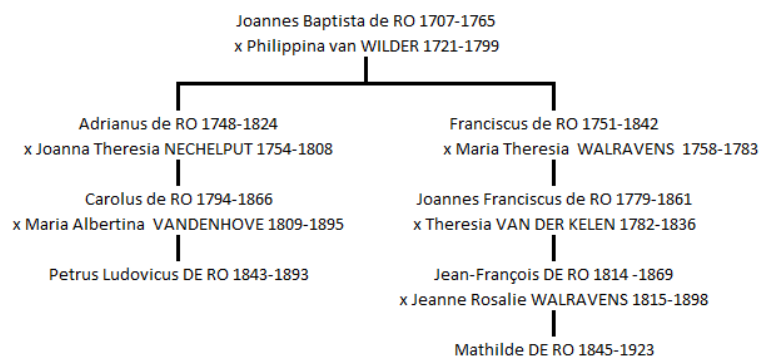 Joannes Baptista de RO 1707-1765
x Philippina van WILDER 1721-1799
Adrianus de RO 1748-1824
x Joanna Theresia NECHELPUT 1754-1808
Franciscus de RO 1751-1842
x Maria Theresia WALRAVENS 1758-1783
Carolus de RO 1794-1866
x Maria Albertina VANDENHOVE 1809-1895
Joannes Franciscus de RO 1779-1861
x Theresia VAN DER KELEN 1782-1836
Petrus Ludovicus DE RO 1843-1893
Jean-François DE RO 1814 -1869
x Jeanne Rosalie WALRAVENS 1815-1898
Mathilde DE RO 1845-1923